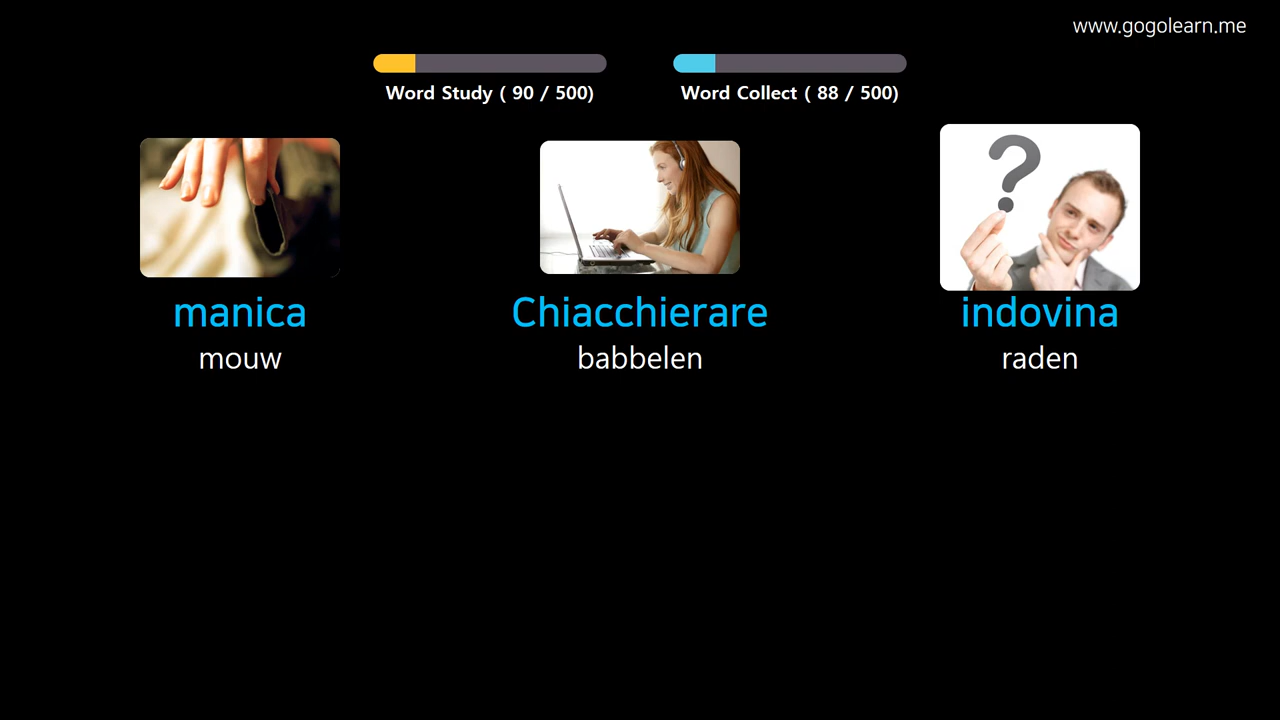 www.gogolearn.me
Word Study ( 90 / 500)
Word Collect ( 88 / 500)
manica
Chiacchierare
indovina
mouw
babbelen
raden